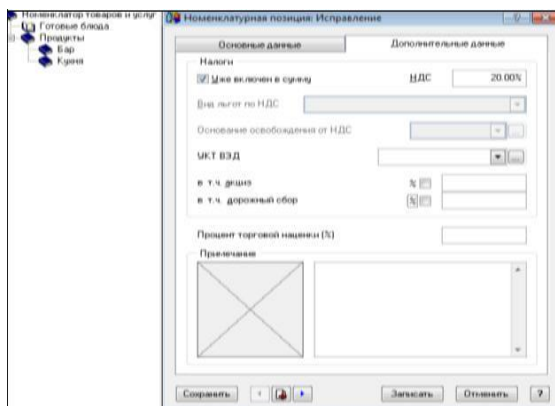 Номенклатор товаров и услуг
Готовые блюда
Продукты
Бар
Кухня
Номенклатурная позиция: Исправление
Основные данные
Дополнительные данные
Налоги
Уже включен в сумму
НДС
20.00%
Вид льгот по НДС
Основание освобождения от НДС
УКТ ВЭД
в т.ч. акциз
%
в т.ч. дорожный сбор
%
Процент торговой наценки (%)
Примечание
Сохранить
Записать
Отменить
?